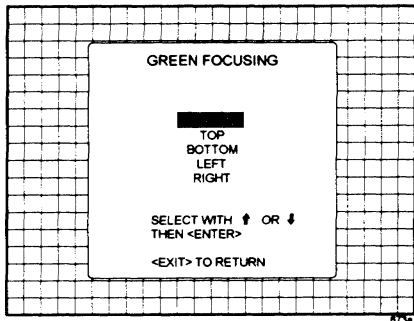 GREEN FOCUSING
TOP
BOTTOM
LEFT
RIGHT
SELECT WITH ⬆ OR ⬇
THEN <ENTER>
<EXIT> TO RETURN